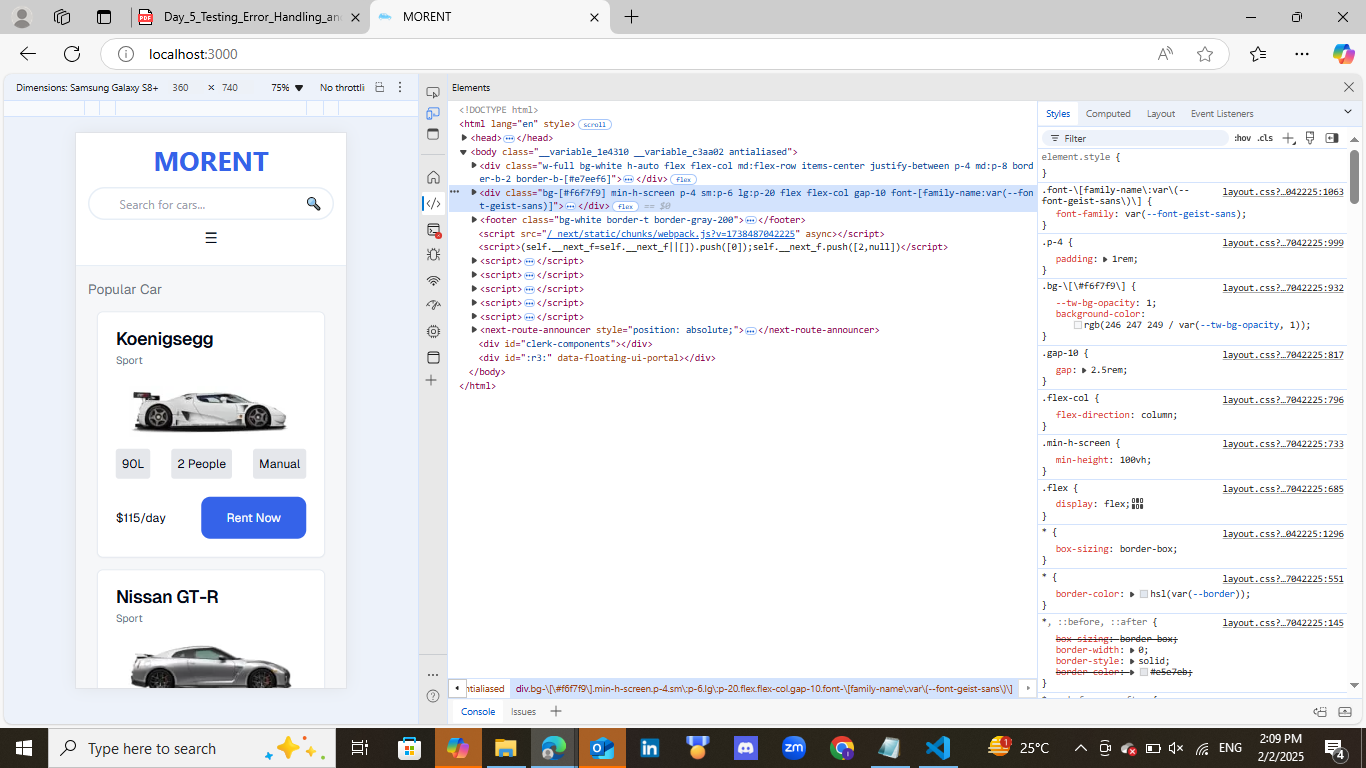 Day_5_Testing_Error_Handling_and
MORENT
localhost:3000
Dimensions: Samsung Galaxy S8+ 360 × 740 75% ▼ No throttli
MORENT
Search for cars...
☰
Popular Car
Koenigsegg
Sport
90L 2 People Manual
$115/day Rent Now
Nissan GT-R
Sport
Elements
<!DOCTYPE html>
<html lang="en" style> scroll
<head> ⋯ </head>
<body class="__variable_1e4310 __variable_c3aa02 antialiased">
<div class="w-full bg-white h-auto flex flex-col md:flex-row items-center justify-between p-4 md:p-8 bord
er-b-2 border-b-[#e7eef6]"> ⋯ </div> flex
⋯ <div class="bg-[#f6f7f9] min-h-screen p-4 sm:p-6 lg:p-20 flex flex-col gap-10 font-[family-name:var(--fon
t-geist-sans)]"> ⋯ </div> flex == $0
<footer class="bg-white border-t border-gray-200"> ⋯ </footer>
<script src="/_next/static/chunks/webpack.js?v=1738487042225" async></script>
<script>(self.__next_f=self.__next_f||[]).push([0]);self.__next_f.push([2,null])</script>
<script> ⋯ </script>
<script> ⋯ </script>
<script> ⋯ </script>
<script> ⋯ </script>
<script> ⋯ </script>
<next-route-announcer style="position: absolute;"> ⋯ </next-route-announcer>
<div id="clerk-components"></div>
<div id=":r3:" data-floating-ui-portal></div>
</body>
</html>
ntialiased div.bg-\[\#f6f7f9\].min-h-screen.p-4.sm\:p-6.lg\:p-20.flex.flex-col.gap-10.font-\[family-name\:var\(--font-geist-sans\)\]
Console Issues
Styles Computed Layout Event Listeners
Filter :hov .cls
element.style {
}
.font-\[family-name\:var\(-- layout.css?…042225:1063
font-geist-sans\)\] {
font-family: var(--font-geist-sans);
}
.p-4 { layout.css?…7042225:999
padding: ▶ 1rem;
}
.bg-\[\#f6f7f9\] { layout.css?…7042225:932
--tw-bg-opacity: 1;
background-color:
rgb(246 247 249 / var(--tw-bg-opacity, 1));
}
.gap-10 { layout.css?…7042225:817
gap: ▶ 2.5rem;
}
.flex-col { layout.css?…7042225:796
flex-direction: column;
}
.min-h-screen { layout.css?…7042225:733
min-height: 100vh;
}
.flex { layout.css?…7042225:685
display: flex;
}
* { layout.css?…042225:1296
box-sizing: border-box;
}
* { layout.css?…7042225:551
border-color: ▶ hsl(var(--border));
}
*, ::before, ::after { layout.css?…7042225:145
box-sizing: border-box;
border-width: ▶ 0;
border-style: ▶ solid;
border-color: ▶ #e5e7eb;
}
Type here to search
zm
1
25°C
ENG
2:09 PM
2/2/2025
4